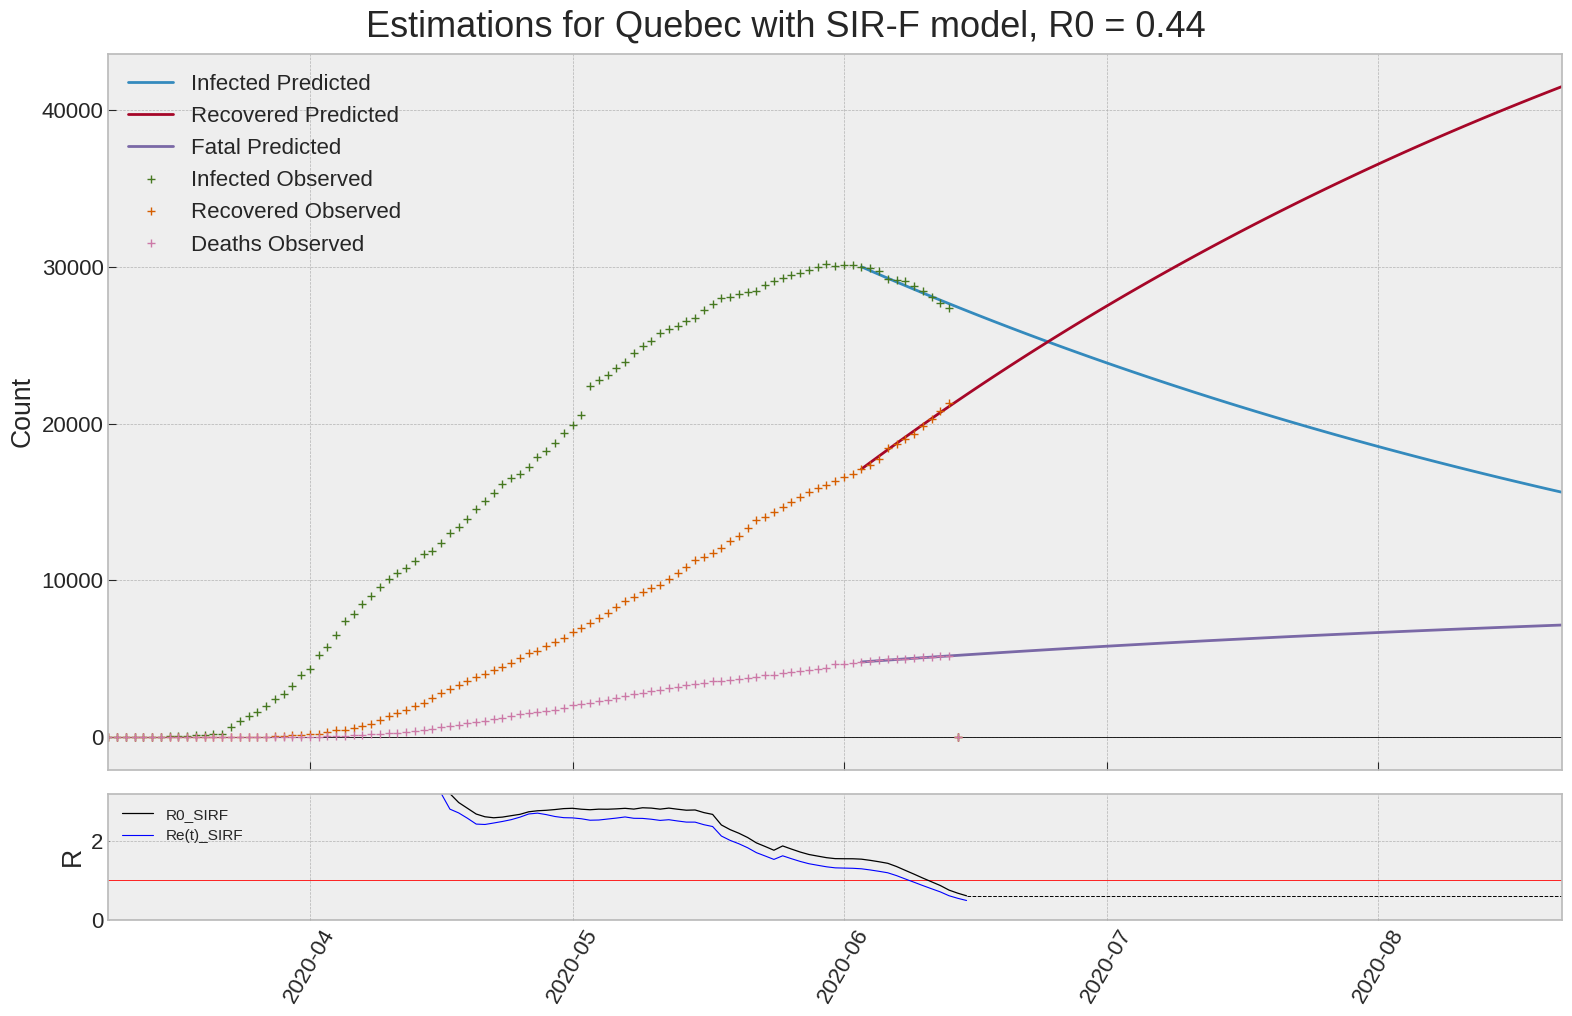 Estimations for Quebec with SIR-F model, R0 = 0.44
Infected Predicted
Recovered Predicted
Fatal Predicted
Infected Observed
Recovered Observed
Deaths Observed
40000
30000
20000
10000
0
Count
R0_SIRF
Re(t)_SIRF
2
0
R
2020-04
2020-05
2020-06
2020-07
2020-08